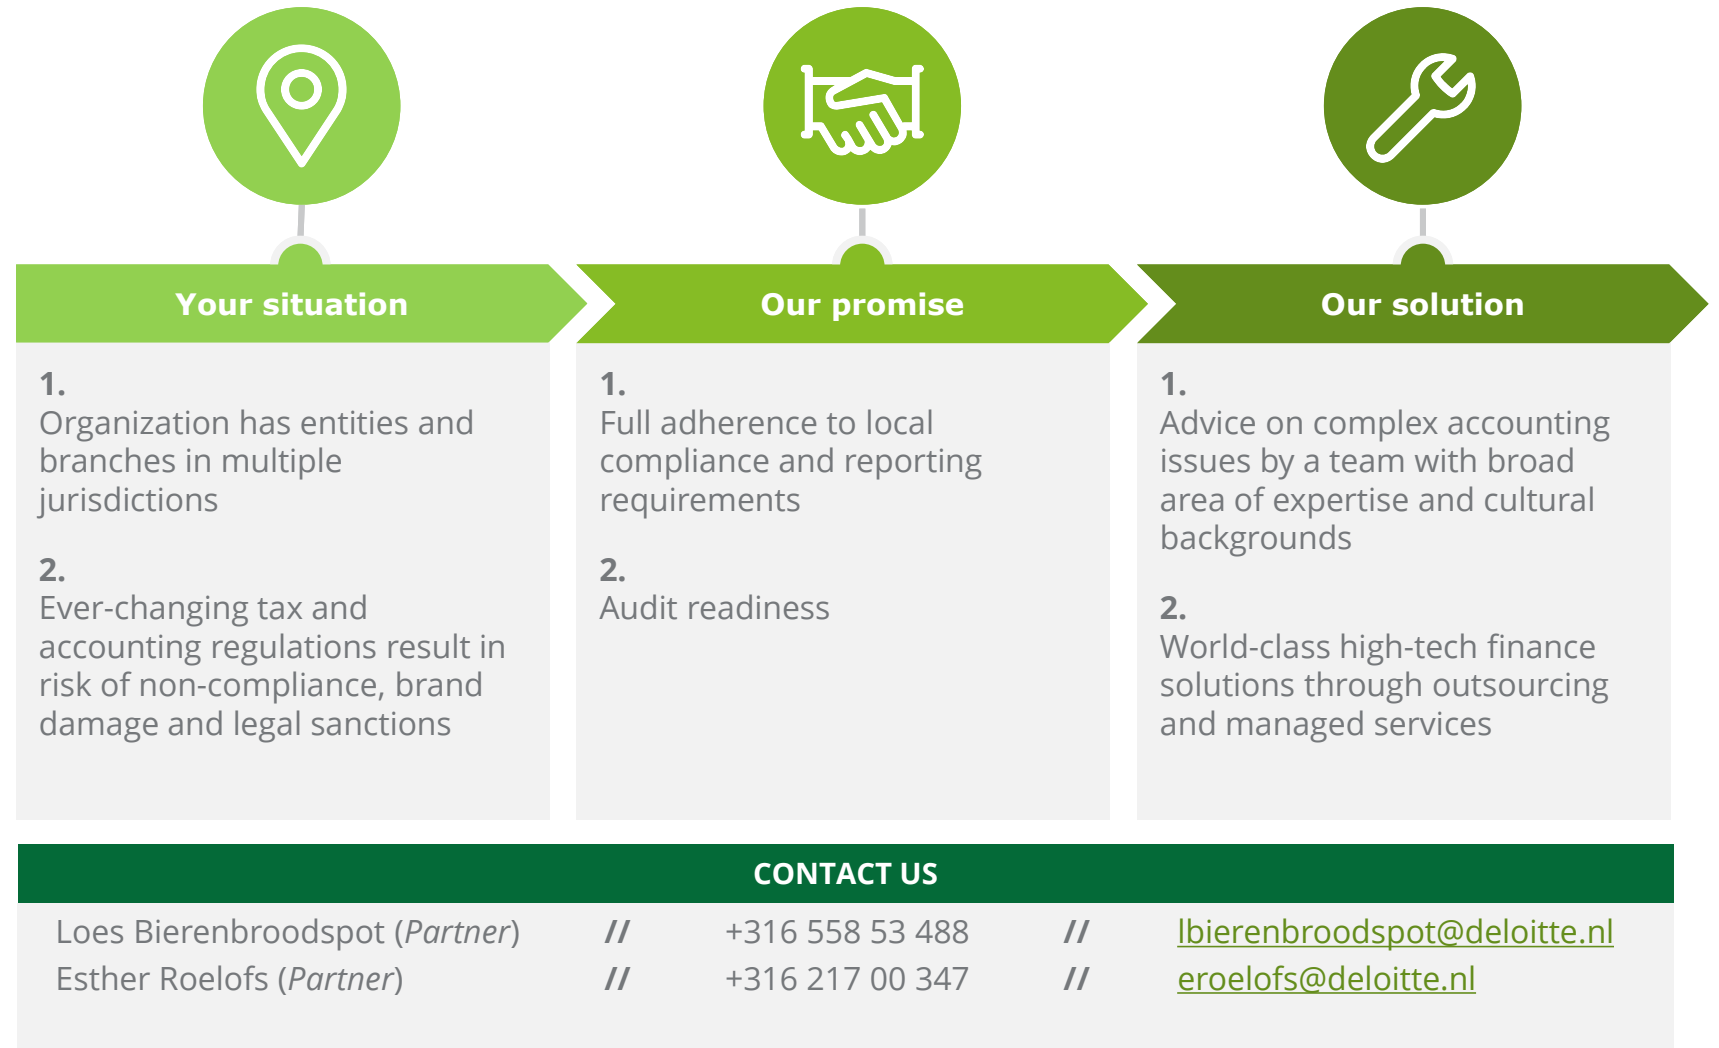 Your situation
Our promise
Our solution
1.
Organization has entities and
branches in multiple
jurisdictions
2.
Ever-changing tax and
accounting regulations result in
risk of non-compliance, brand
damage and legal sanctions
1.
Full adherence to local
compliance and reporting
requirements
2.
Audit readiness
1.
Advice on complex accounting
issues by a team with broad
area of expertise and cultural
backgrounds
2.
World-class high-tech finance
solutions through outsourcing
and managed services
CONTACT US
Loes Bierenbroodspot (Partner) // +316 558 53 488 // lbierenbroodspot@deloitte.nl
Esther Roelofs (Partner) // +316 217 00 347 // eroelofs@deloitte.nl